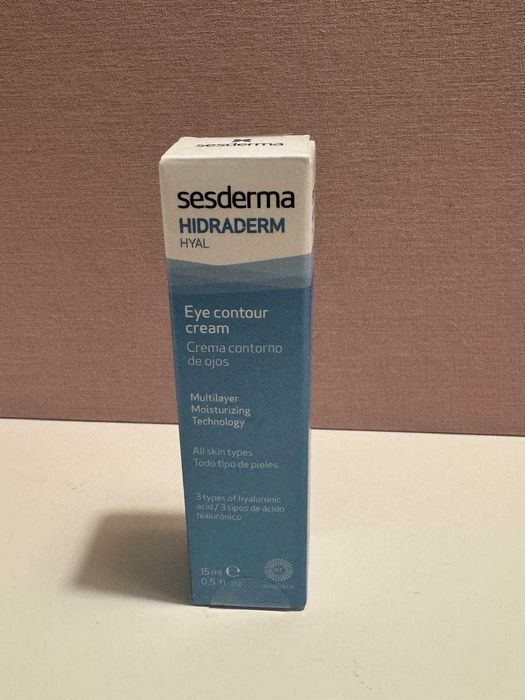 sesderma
sesderma
HIDRADERM
HYAL
Eye contour
cream
Crema contorno
de ojos
Multilayer
Moisturizing
Technology
All skin types
Todo tipo de pieles
3 types of hyaluronic
acid / 3 tipos de ácido
hialurónico
15 ml e
0.5 fl. oz.